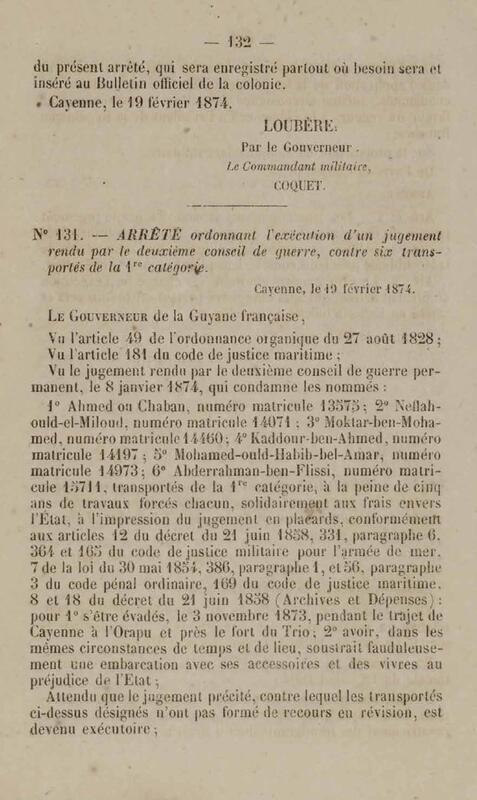 — 132 —
du présent arrêté, qui sera enregistré partout où besoin sera et
inséré au Bulletin officiel de la colonie.
Cayenne, le 19 février 1874.
LOUBÈRE.
Par le Gouverneur.
Le Commandant militaire,
COQUET.
N° 131. — ARRÊTÉ ordonnant l'exécution d'un jugement
rendu par le deuxième conseil de guerre, contre six trans-
portés de la 1re catégorie.
Cayenne, le 19 février 1874.
LE GOUVERNEUR de la Guyane française,
Vu l'article 49 de l'ordonnance organique du 27 août 1828;
Vu l'article 181 du code de justice maritime;
Vu le jugement rendu par le deuxième conseil de guerre per-
manent, le 8 janvier 1874, qui condamne les nommés :
1° Ahmed ou Chaban, numéro matricule 13575; 2° Neflah-
ould-el-Miloud, numéro matricule 14071 ; 3° Moktar-ben-Moha-
med, numéro matricule 14460; 4° Kaddour-ben-Ahmed, numéro
matricule 14197 ; 5° Mohamed-ould-Habib-bel-Amar, numéro
matricule 14973; 6° Abderrahman-ben-Flissi, numéro matri-
cule 15711, transportés de la 1re catégorie, à la peine de cinq
ans de travaux forcés chacun, solidairement aux frais envers
l'État, à l'impression du jugement en placards, conformément
aux articles 12 du décret du 21 juin 1858, 331, paragraphe 6,
364 et 165 du code de justice militaire pour l'armée de mer,
7 de la loi du 30 mai 1854, 386, paragraphe 1, et 56, paragraphe
3 du code pénal ordinaire, 169 du code de justice maritime,
8 et 18 du décret du 21 juin 1858 (Archives et Dépenses) :
pour 1° s'être évadés, le 3 novembre 1873, pendant le trajet de
Cayenne à l'Orapu et près le fort du Trio; 2° avoir, dans les
mêmes circonstances de temps et de lieu, soustrait fauduleuse-
ment une embarcation avec ses accessoires et des vivres au
préjudice de l'Etat ;
Attendu que le jugement précité, contre lequel les transportés
ci-dessus désignés n'ont pas formé de recours en révision, est
devenu exécutoire ;